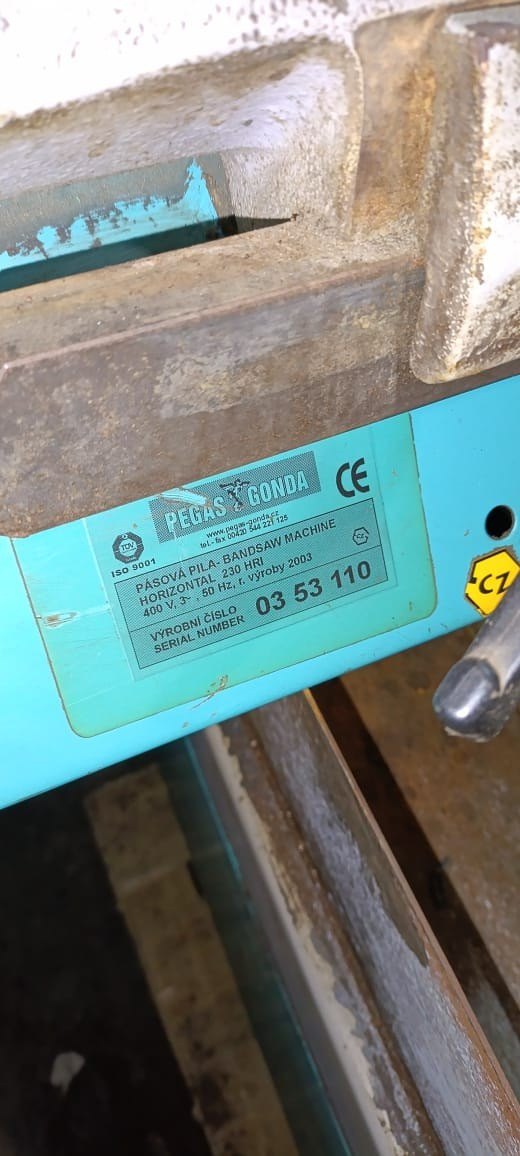 PEGAS GONDA
CE
www.pegas-gonda.cz
tel., fax 00420 544 221 125
TÜV
ISO 9001
PÁSOVÁ PILA- BANDSAW MACHINE
HORIZONTAL 230 HRI
400 V, 3~ , 50 Hz, r. výroby 2003
VÝROBNÍ ČÍSLO
SERIAL NUMBER
03 53 110
CZ